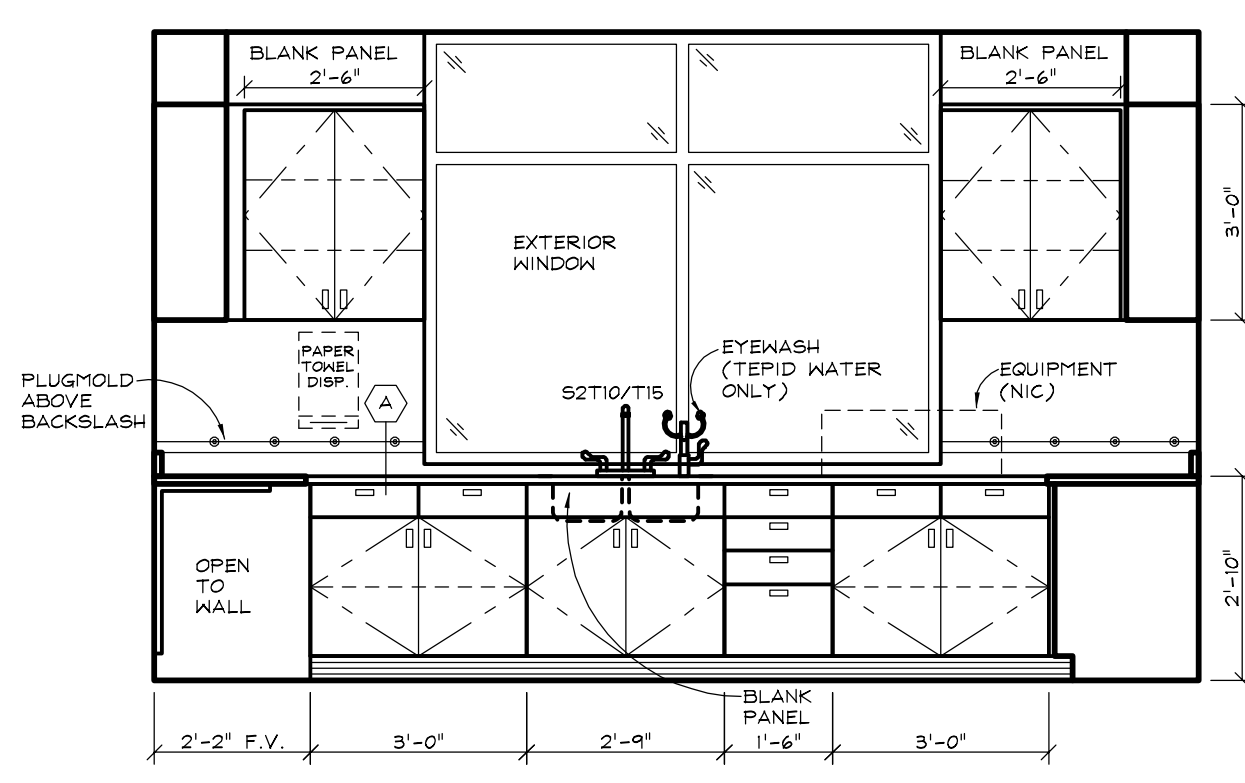 BLANK PANEL
2'-6"
BLANK PANEL
2'-6"
3'-0"
EXTERIOR
WINDOW
PAPER
TOWEL
DISP.
EYEWASH
(TEPID WATER
ONLY)
EQUIPMENT
(NIC)
PLUGMOLD
ABOVE
BACKSLASH
A
S2T10/T15
OPEN
TO
WALL
2'-10"
BLANK
PANEL
2'-2" F.V.
3'-0"
2'-9"
1'-6"
3'-0"